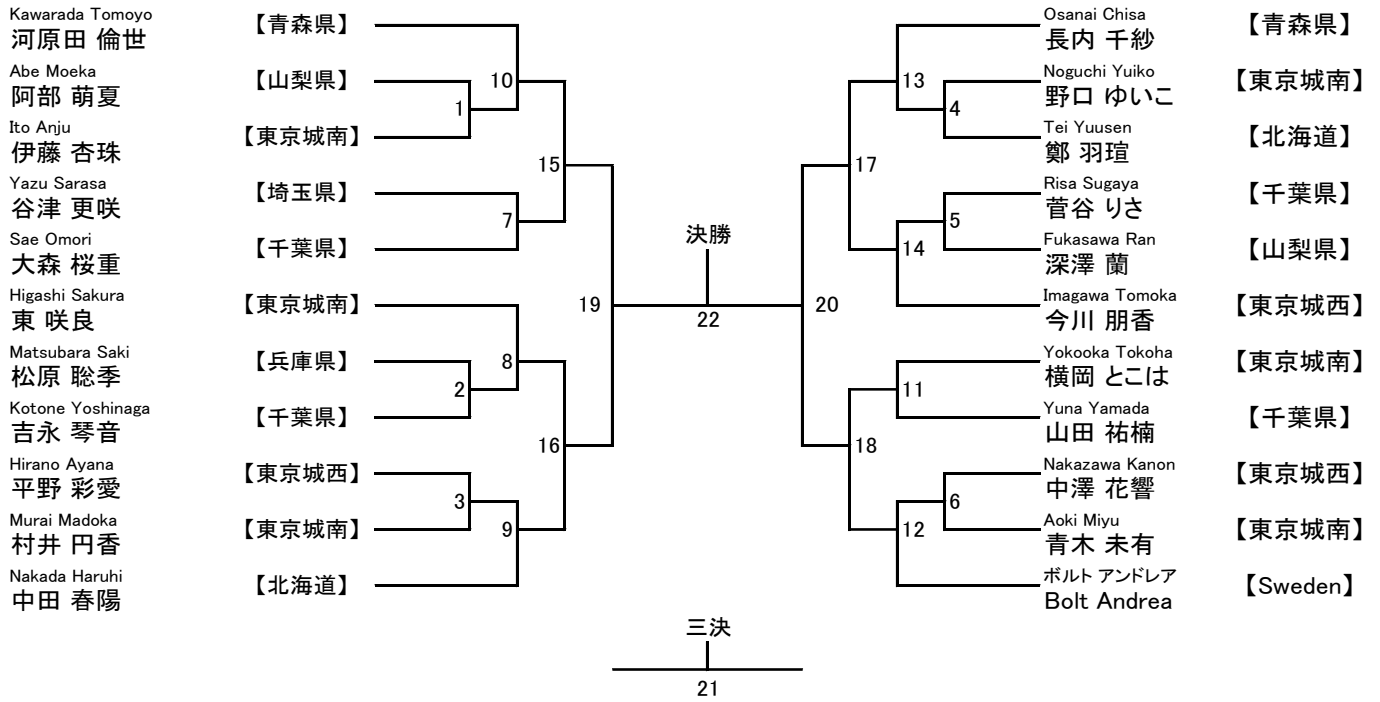 Kawarada Tomoyo
河原田 倫世
【青森県】
Abe Moeka
阿部 萌夏
【山梨県】
Ito Anju
伊藤 杏珠
【東京城南】
Yazu Sarasa
谷津 更咲
【埼玉県】
Sae Omori
大森 桜重
【千葉県】
Higashi Sakura
東 咲良
【東京城南】
Matsubara Saki
松原 聡季
【兵庫県】
Kotone Yoshinaga
吉永 琴音
【千葉県】
Hirano Ayana
平野 彩愛
【東京城西】
Murai Madoka
村井 円香
【東京城南】
Nakada Haruhi
中田 春陽
【北海道】
10
1
15
7
19
8
2
16
3
9
決勝
22
三決
21
13
4
17
5
14
20
11
18
6
12
Osanai Chisa
長内 千紗
【青森県】
Noguchi Yuiko
野口 ゆいこ
【東京城南】
Tei Yuusen
鄭 羽瑄
【北海道】
Risa Sugaya
菅谷 りさ
【千葉県】
Fukasawa Ran
深澤 蘭
【山梨県】
Imagawa Tomoka
今川 朋香
【東京城西】
Yokooka Tokoha
横岡 とこは
【東京城南】
Yuna Yamada
山田 祐楠
【千葉県】
Nakazawa Kanon
中澤 花響
【東京城西】
Aoki Miyu
青木 未有
【東京城南】
ボルト アンドレア
Bolt Andrea
【Sweden】